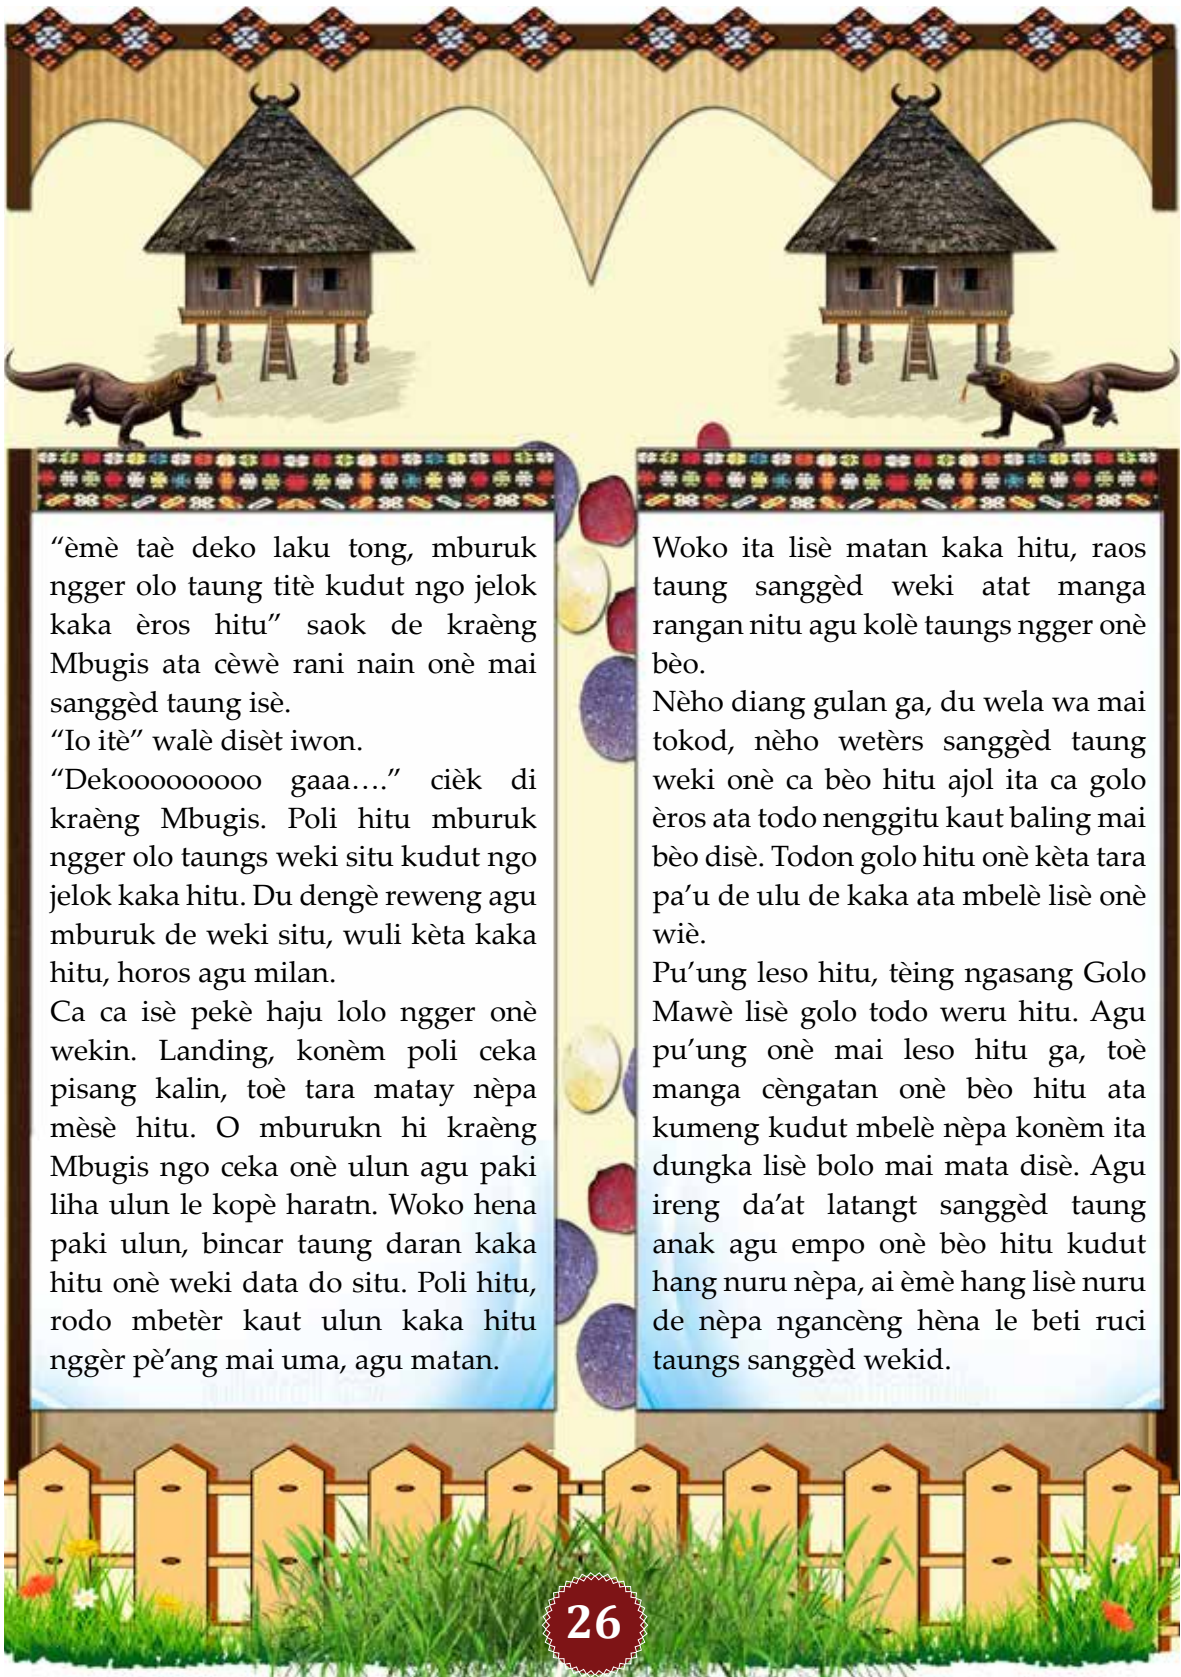 “èmè taè deko laku tong, mburuk
ngger olo taung titè kudut ngo jelok
kaka èros hitu” saok de kraèng
Mbugis ata cèwè rani nain onè mai
sanggèd taung isè.
“Io itè” walè disèt iwon.
“Dekooooooooo gaaa….” cièk di
kraèng Mbugis. Poli hitu mburuk
ngger olo taungs weki situ kudut ngo
jelok kaka hitu. Du dengè reweng agu
mburuk de weki situ, wuli kèta kaka
hitu, horos agu milan.
Ca ca isè pekè haju lolo ngger onè
wekin. Landing, konèm poli ceka
pisang kalin, toè tara matay nèpa
mèsè hitu. O mburukn hi kraèng
Mbugis ngo ceka onè ulun agu paki
liha ulun le kopè haratn. Woko hena
paki ulun, bincar taung daran kaka
hitu onè weki data do situ. Poli hitu,
rodo mbetèr kaut ulun kaka hitu
nggèr pè’ang mai uma, agu matan.
Woko ita lisè matan kaka hitu, raos
taung sanggèd weki atat manga
rangan nitu agu kolè taungs ngger onè
bèo.
Nèho diang gulan ga, du wela wa mai
tokod, nèho wetèrs sanggèd taung
weki onè ca bèo hitu ajol ita ca golo
èros ata todo nenggitu kaut baling mai
bèo disè. Todon golo hitu onè kèta tara
pa’u de ulu de kaka ata mbelè lisè onè
wiè.
Pu’ung leso hitu, tèing ngasang Golo
Mawè lisè golo todo weru hitu. Agu
pu’ung onè mai leso hitu ga, toè
manga cèngatan onè bèo hitu ata
kumeng kudut mbelè nèpa konèm ita
dungka lisè bolo mai mata disè. Agu
ireng da’at latangt sanggèd taung
anak agu empo onè bèo hitu kudut
hang nuru nèpa, ai èmè hang lisè nuru
de nèpa ngancèng hèna le beti ruci
taungs sanggèd wekid.
26